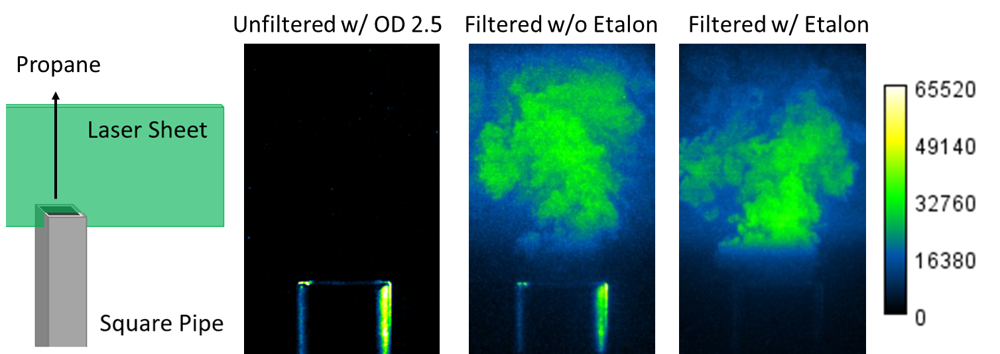 Unfiltered w/ OD 2.5
Filtered w/o Etalon
Filtered w/ Etalon
Propane
Laser Sheet
Square Pipe
65520
49140
32760
16380
0